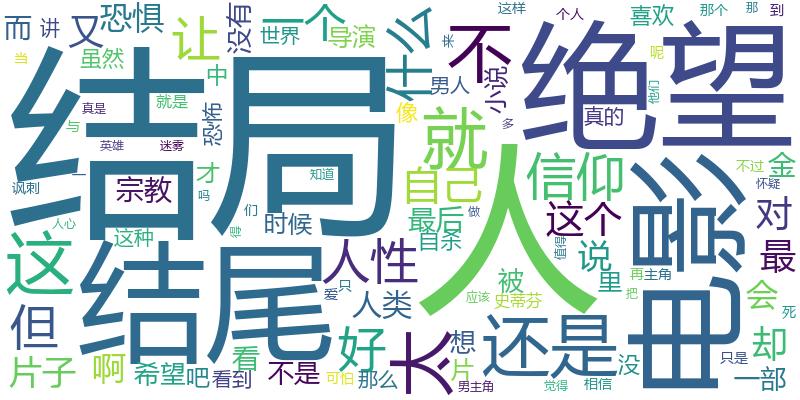 而 讲 又 恐惧 让 没有 一个 世界 导演 什么 来 不 这样 个人 喜欢 那个 那 到
当 虽然 中 男人 小说 绝望
结局 像 真的 呢 他们
真是 就是 恐怖 多
与 英雄 迷雾 就 信仰 不过 金
讽刺 一 宗教 才 吗 知道 自己 人 怀疑
人心 这种 得 们 时候 最后 做 这个 值得 影 对
这 结尾 人性 自杀 说 电影 最
但 爱 只 人类 被 史蒂芬 应该 里 再 主角 把 会 死
片子 啊 希望 吧 看到 看 不是 好 可怕 那么 太 想 片 还是 没 却
男主角 觉得 相信 只是 一部